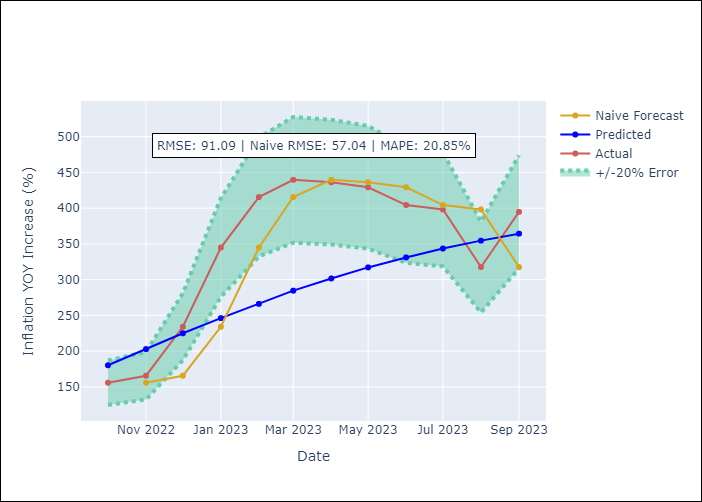 RMSE: 91.09 | Naive RMSE: 57.04 | MAPE: 20.85%
Naive Forecast
Predicted
Actual
+/-20% Error
Inflation YOY Increase (%)
500
450
400
350
300
250
200
150
Nov 2022
Jan 2023
Mar 2023
May 2023
Jul 2023
Sep 2023
Date